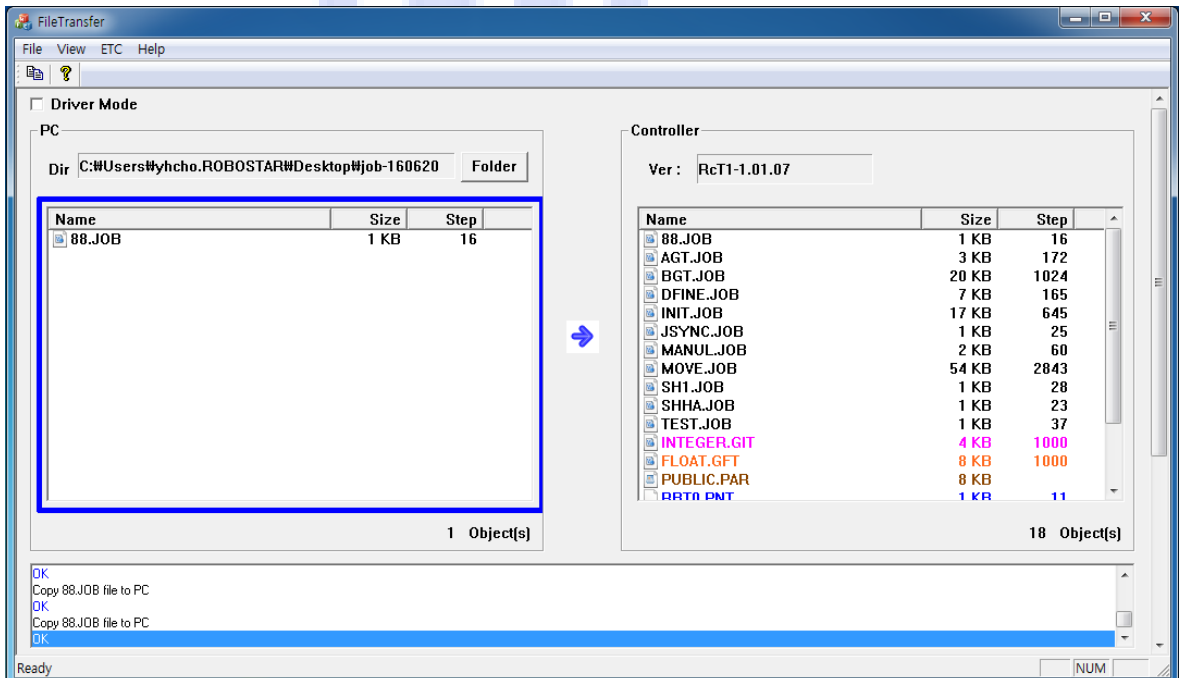 FileTransfer
File View ETC Help
Driver Mode
PC
Dir C:₩Users₩yhcho.ROBOSTAR₩Desktop₩job-160620 Folder
Name Size Step
88.JOB 1 KB 16
1 Object(s)
Controller
Ver : RcT1-1.01.07
Name Size Step
88.JOB 1 KB 16
AGT.JOB 3 KB 172
BGT.JOB 20 KB 1024
DFINE.JOB 7 KB 165
INIT.JOB 17 KB 645
JSYNC.JOB 1 KB 25
MANUL.JOB 2 KB 60
MOVE.JOB 54 KB 2843
SH1.JOB 1 KB 28
SHHA.JOB 1 KB 23
TEST.JOB 1 KB 37
INTEGER.GIT 4 KB 1000
FLOAT.GFT 8 KB 1000
PUBLIC.PAR 8 KB
RBT0.PNT 1 KB 11
18 Object(s)
OK
Copy 88.JOB file to PC
OK
Copy 88.JOB file to PC
OK
Ready NUM